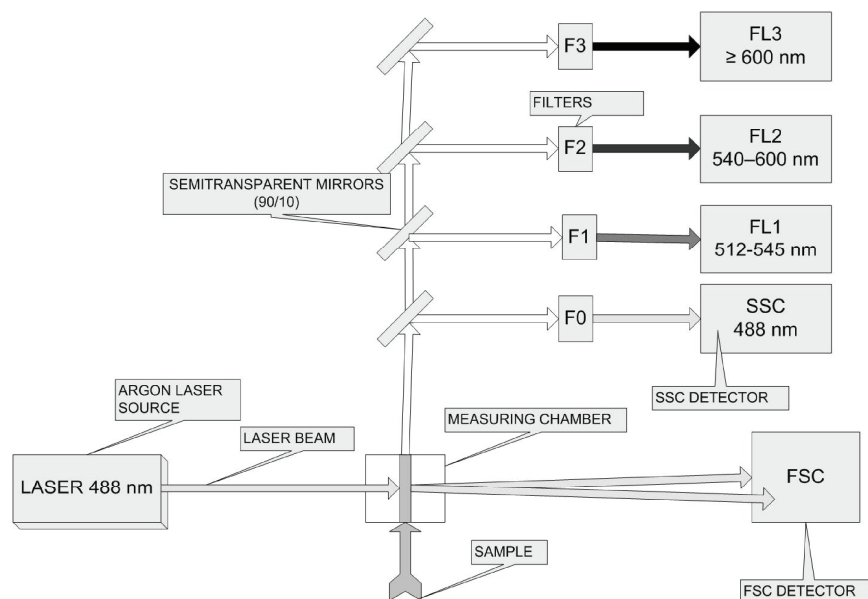 F3
FL3
≥ 600 nm
FILTERS
F2
FL2
540–600 nm
SEMITRANSPARENT MIRRORS
(90/10)
F1
FL1
512-545 nm
F0
SSC
488 nm
ARGON LASER
SOURCE
SSC DETECTOR
MEASURING CHAMBER
LASER BEAM
LASER 488 nm
FSC
SAMPLE
FSC DETECTOR